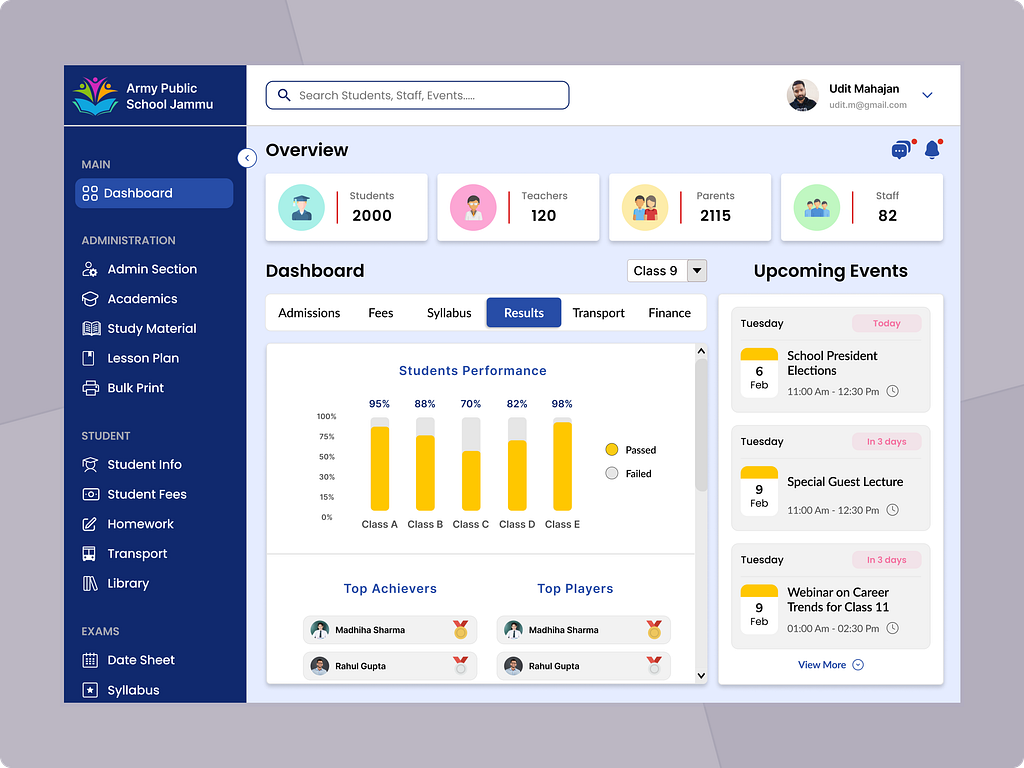 Army Public
School Jammu
Search Students, Staff, Events.....
Udit Mahajan
udit.m@gmail.com
MAIN
Dashboard
ADMINISTRATION
Admin Section
Academics
Study Material
Lesson Plan
Bulk Print
STUDENT
Student Info
Student Fees
Homework
Transport
Library
EXAMS
Date Sheet
Syllabus
Overview
Students
2000
Teachers
120
Parents
2115
Staff
82
Dashboard
Class 9
Admissions
Fees
Syllabus
Results
Transport
Finance
Students Performance
95% 88% 70% 82% 98%
100%
75%
50%
30%
15%
0%
Class A Class B Class C Class D Class E
Passed
Failed
Top Achievers
Madhiha Sharma
Rahul Gupta
Top Players
Madhiha Sharma
Rahul Gupta
Upcoming Events
Tuesday
Today
6
Feb
School President
Elections
11:00 Am - 12:30 Pm
Tuesday
In 3 days
9
Feb
Special Guest Lecture
11:00 Am - 12:30 Pm
Tuesday
In 3 days
9
Feb
Webinar on Career
Trends for Class 11
01:00 Am - 02:30 Pm
View More